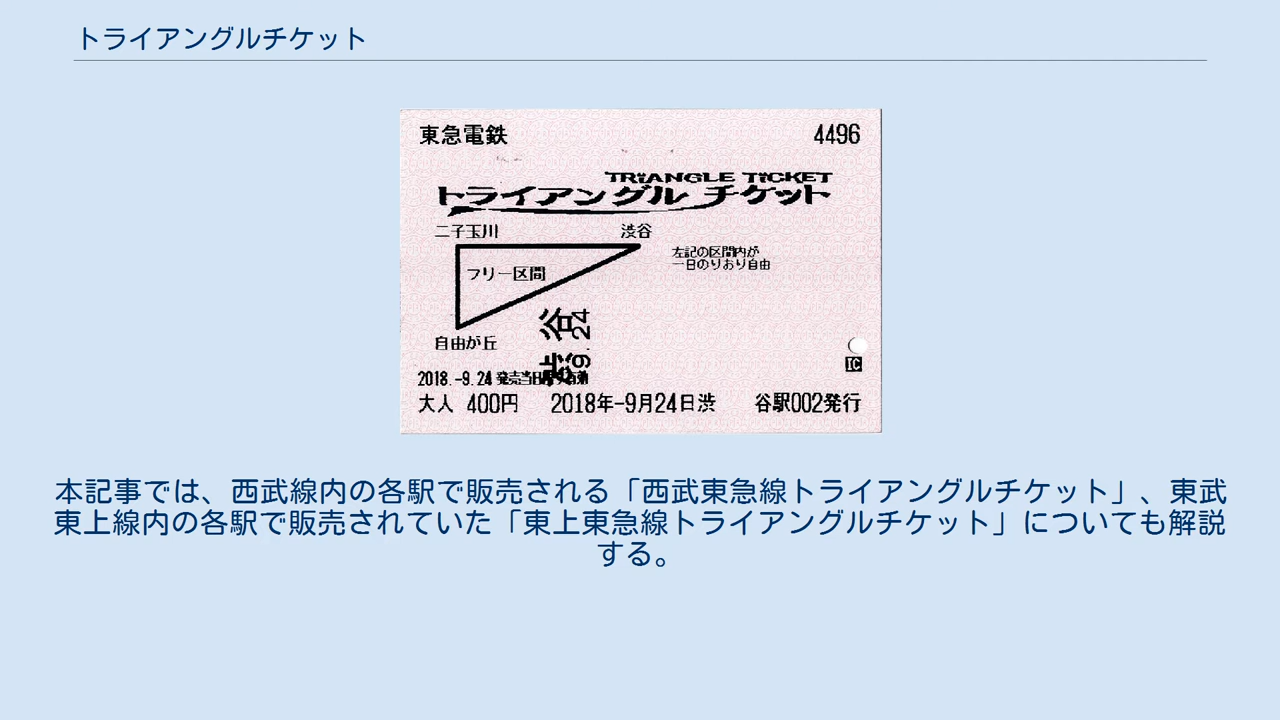 トライアングルチケット
東急電鉄 4496
TRIANGLE TICKET
トライアングル チケット
二子玉川 渋谷
左記の区間内が
一日のりおり自由
フリー区間
自由が丘
谷
9.24
2018.-9.24 発売当日
大人 400円 2018年-9月24日渋 谷駅002発行
IC
本記事では、西武線内の各駅で販売される「西武東急線トライアングルチケット」、東武
東上線内の各駅で販売されていた「東上東急線トライアングルチケット」についても解説
する。